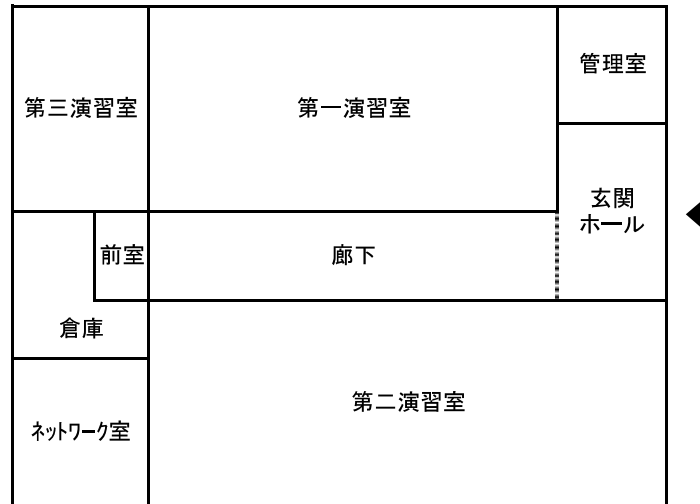 管理室
第三演習室
第一演習室
玄関
ホール
前室
廊下
倉庫
第二演習室
ネットワーク室